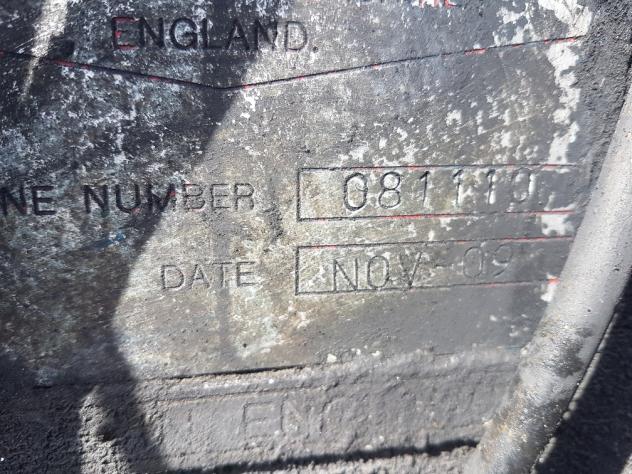 ENGLAND.
NE NUMBER 081110
DATE NOV-09